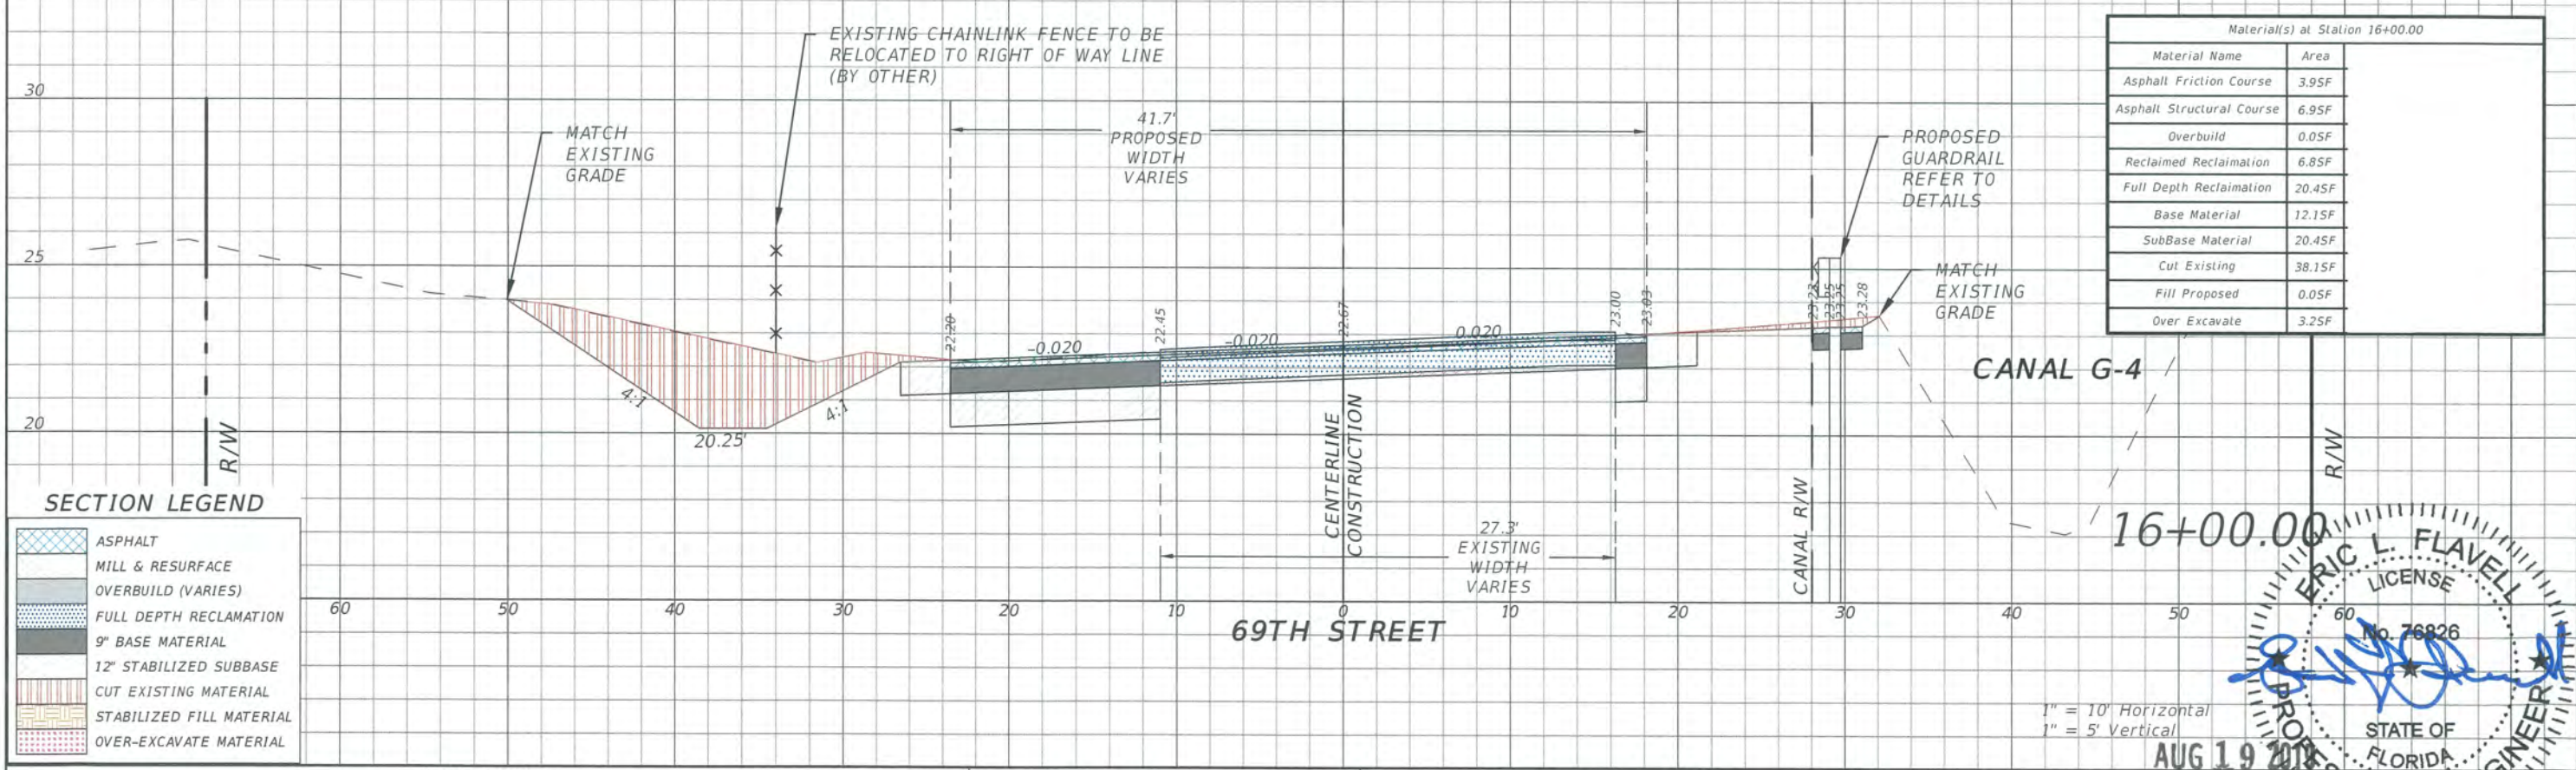 EXISTING CHAINLINK FENCE TO BE
RELOCATED TO RIGHT OF WAY LINE
(BY OTHER)
Material(s) at Station 16+00.00
Material Name Area
Asphalt Friction Course 3.9SF
Asphalt Structural Course 6.9SF
Overbuild 0.0SF
Reclaimed Reclaimation 6.8SF
Full Depth Reclaimation 20.4SF
Base Material 12.1SF
SubBase Material 20.4SF
Cut Existing 38.1SF
Fill Proposed 0.0SF
Over Excavate 3.2SF
30
25
20
MATCH
EXISTING
GRADE
41.7'
PROPOSED
WIDTH
VARIES
PROPOSED
GUARDRAIL
REFER TO
DETAILS
MATCH
EXISTING
GRADE
22.20
22.45
22.67
23.00
23.03
23.25
23.28
-0.020
-0.020
0.020
4:1
4:1
20.25'
CANAL G-4
R/W
CENTERLINE
CONSTRUCTION
CANAL R/W
R/W
27.3'
EXISTING
WIDTH
VARIES
16+00.00
SECTION LEGEND
ASPHALT
MILL & RESURFACE
OVERBUILD (VARIES)
FULL DEPTH RECLAMATION
9" BASE MATERIAL
12" STABILIZED SUBBASE
CUT EXISTING MATERIAL
STABILIZED FILL MATERIAL
OVER-EXCAVATE MATERIAL
60 50 40 30 20 10 0 10 20 30 40 50 60
69TH STREET
1" = 10' Horizontal
1" = 5' Vertical
ERIC L. FLAVELL
LICENSE
No. 76826
STATE OF
FLORIDA
AUG 19